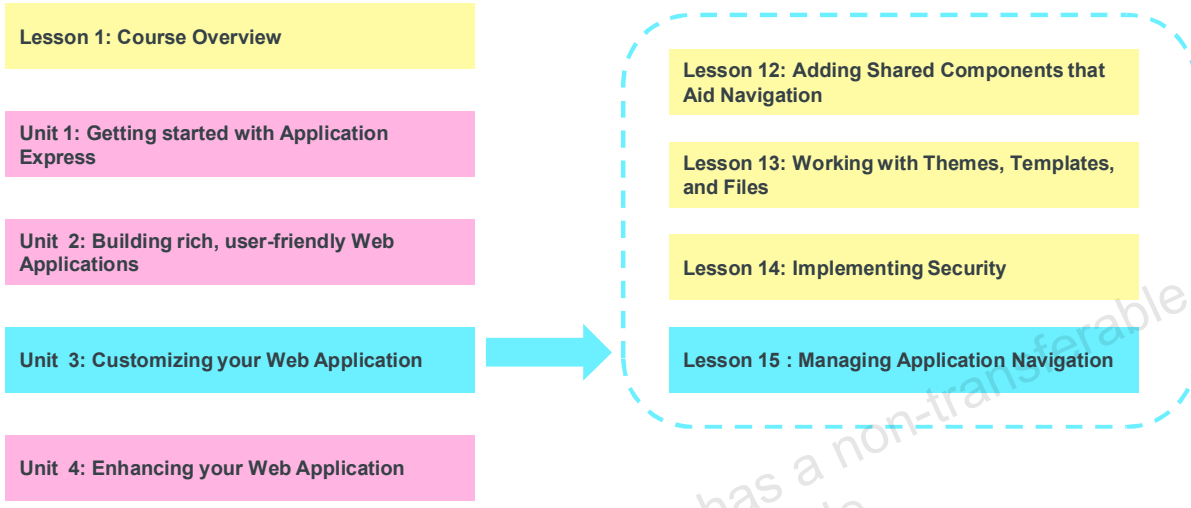 Lesson 1: Course Overview
Unit 1: Getting started with Application
Express
Unit 2: Building rich, user-friendly Web
Applications
Unit 3: Customizing your Web Application
Unit 4: Enhancing your Web Application
Lesson 12: Adding Shared Components that
Aid Navigation
Lesson 13: Working with Themes, Templates,
and Files
Lesson 14: Implementing Security
Lesson 15 : Managing Application Navigation
has a non-transferable